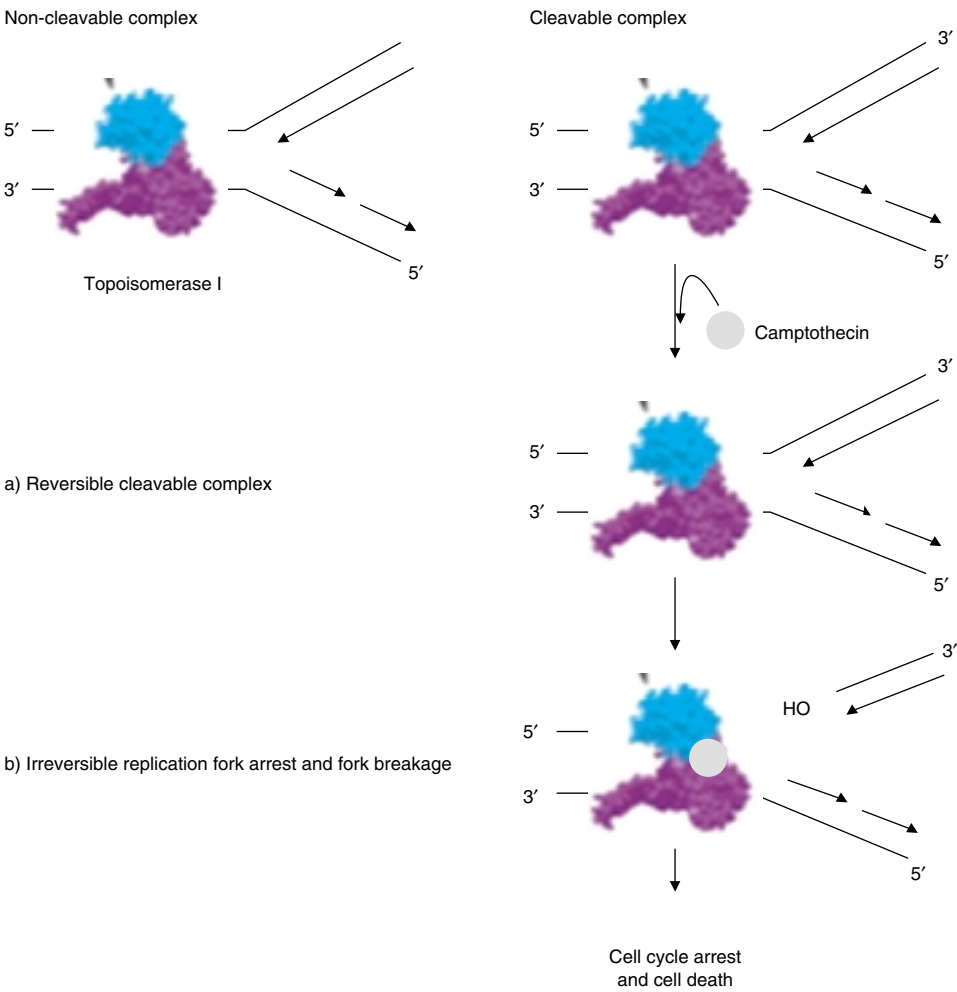 Non-cleavable complex
Cleavable complex
3′
5′
5′
3′
3′
5′
5′
Topoisomerase I
Camptothecin
3′
5′
a) Reversible cleavable complex
3′
5′
3′
HO
5′
b) Irreversible replication fork arrest and fork breakage
3′
5′
Cell cycle arrest
and cell death